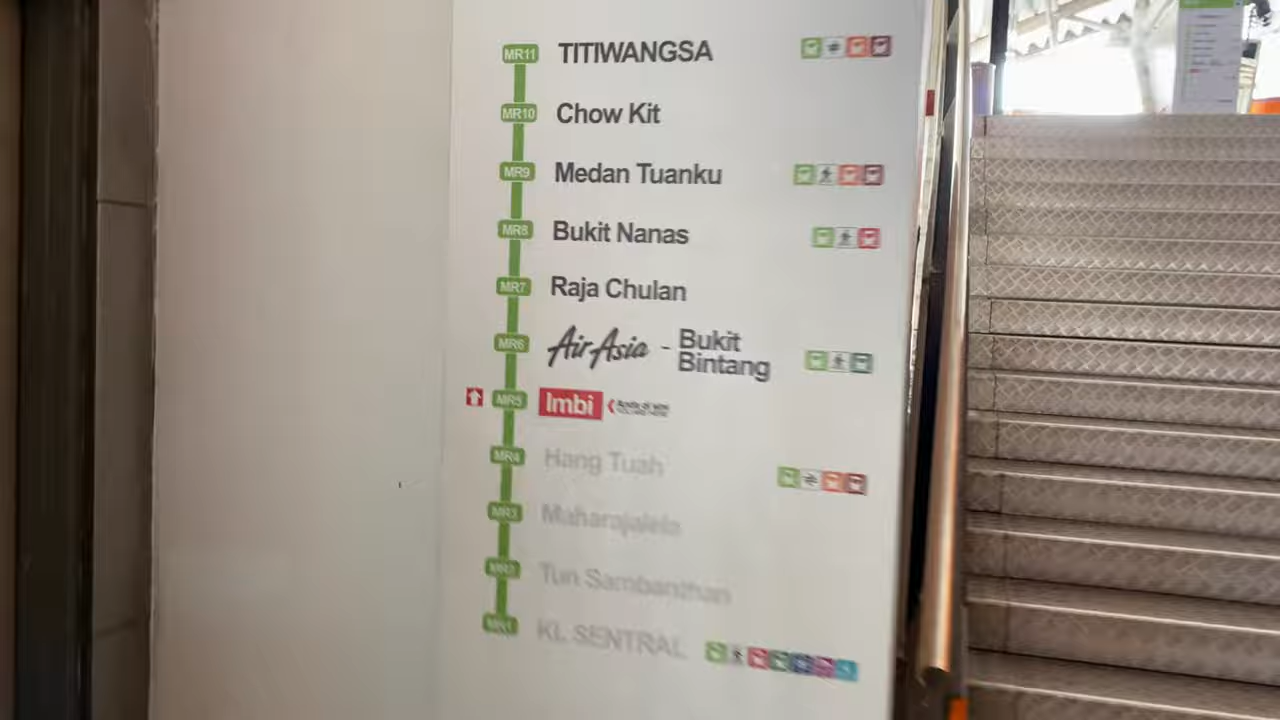 MR11 TITIWANGSA
MR10 Chow Kit
MR9 Medan Tuanku
MR8 Bukit Nanas
MR7 Raja Chulan
MR6 AirAsia - Bukit Bintang
MR5 Imbi
MR4 Hang Tuah
MR3 Maharajalela
MR2 Tun Sambanthan
MR1 KL SENTRAL